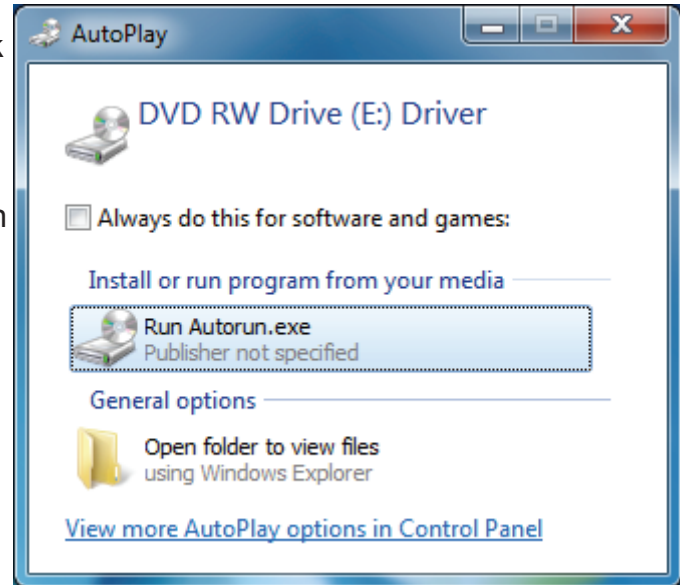 AutoPlay
DVD RW Drive (E:) Driver
Always do this for software and games:
Install or run program from your media
Run Autorun.exe
Publisher not specified
General options
Open folder to view files
using Windows Explorer
View more AutoPlay options in Control Panel